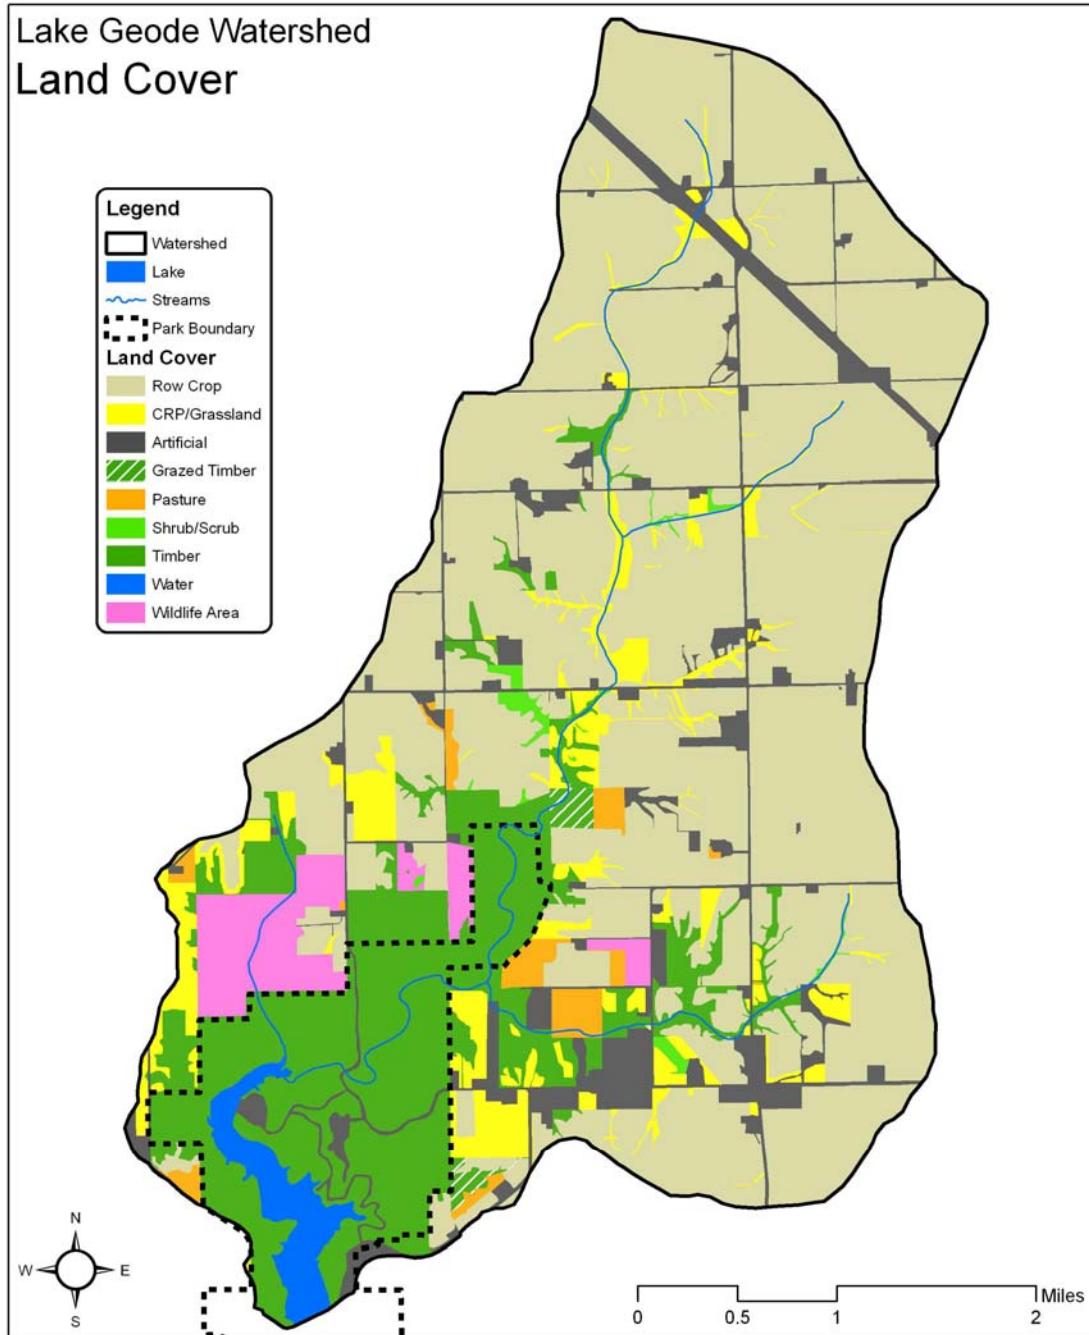 Lake Geode Watershed
Land Cover
Legend
Watershed
Lake
Streams
Park Boundary
Land Cover
Row Crop
CRP/Grassland
Artificial
Grazed Timber
Pasture
Shrub/Scrub
Timber
Water
Wildlife Area
N
W E
S
Miles
0 0.5 1 2